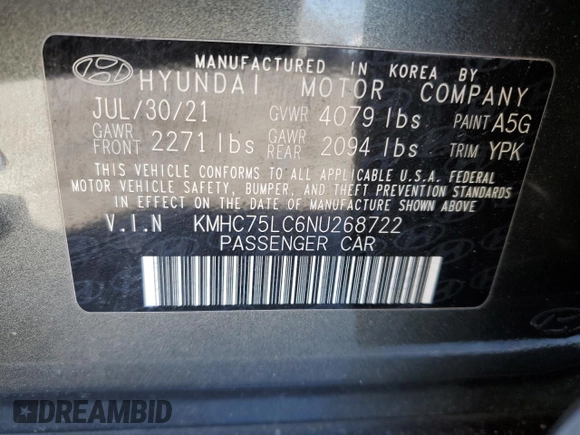 MANUFACTURED IN KOREA BY
HYUNDAI MOTOR COMPANY
JUL/30/21 GVWR 4079 lbs PAINT A5G
GAWR FRONT 2271 lbs GAWR REAR 2094 lbs TRIM YPK
THIS VEHICLE CONFORMS TO ALL APPLICABLE U.S.A. FEDERAL
MOTOR VEHICLE SAFETY, BUMPER, AND THEFT PREVENTION STANDARDS
IN EFFECT ON THE DATE OF MANUFACTURE SHOWN ABOVE.
V.I.N KMHC75LC6NU268722
PASSENGER CAR
DREAMBID